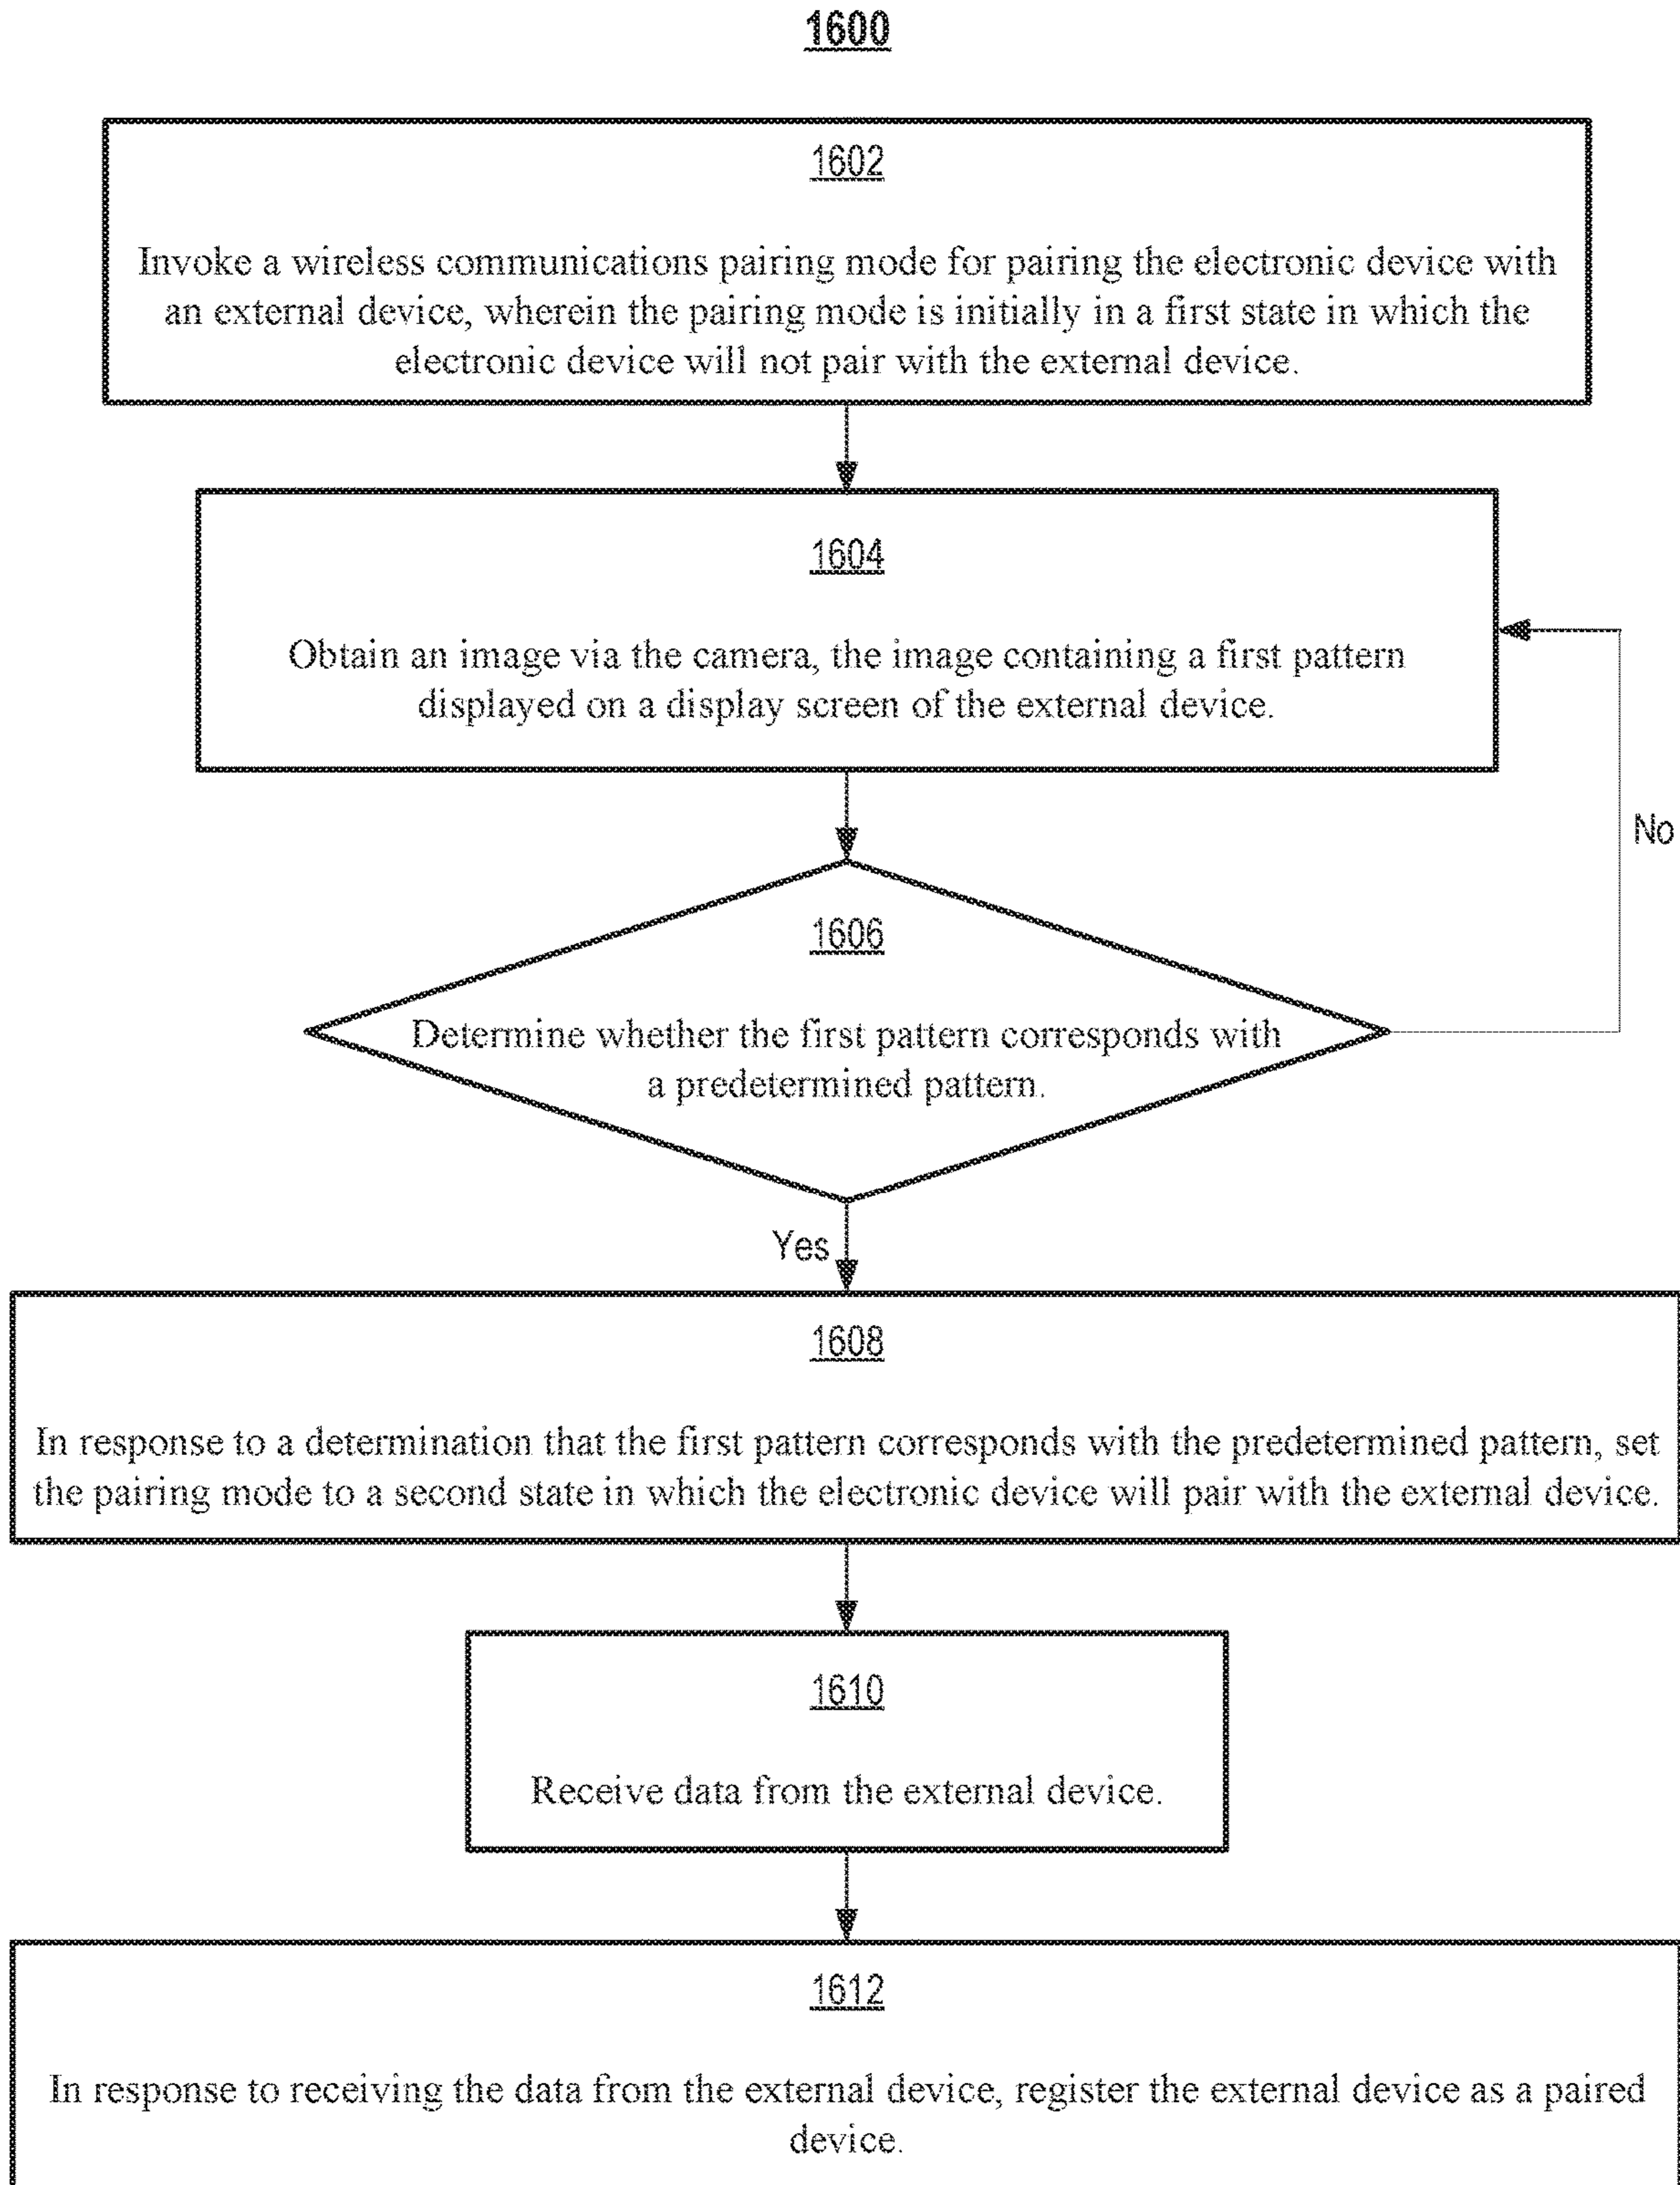 1600
1602
Invoke a wireless communications pairing mode for pairing the electronic device with
an external device, wherein the pairing mode is initially in a first state in which the
electronic device will not pair with the external device.
1604
Obtain an image via the camera, the image containing a first pattern
displayed on a display screen of the external device.
No
1606
Determine whether the first pattern corresponds with
a predetermined pattern.
Yes
1608
In response to a determination that the first pattern corresponds with the predetermined pattern, set
the pairing mode to a second state in which the electronic device will pair with the external device.
1610
Receive data from the external device.
1612
In response to receiving the data from the external device, register the external device as a paired
device.